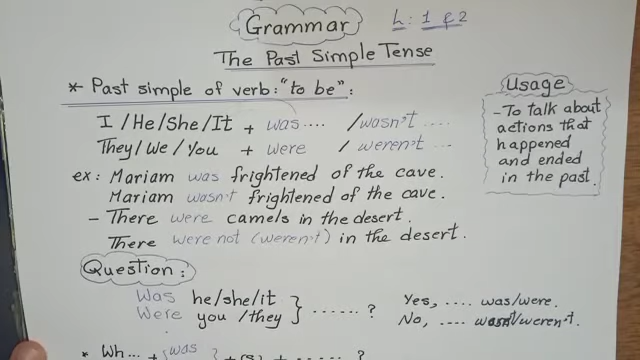 Grammar
L: 1 & 2
The Past Simple Tense
* Past simple of verb: "to be":
I / He / She / It + was .... / wasn't ....
They / We / You + were / weren't ...
ex: Mariam was frightened of the cave.
Mariam wasn't frightened of the cave.
- There were camels in the desert.
There were not (weren't) in the desert.
Usage
- To talk about
actions that
happened
and ended
in the past.
Question:
Was he/she/it
Were you /they } ...... ?
Yes, .... was/were.
No, .... wasn't/weren't.
* Wh... + {was } + (s) + ...... ?